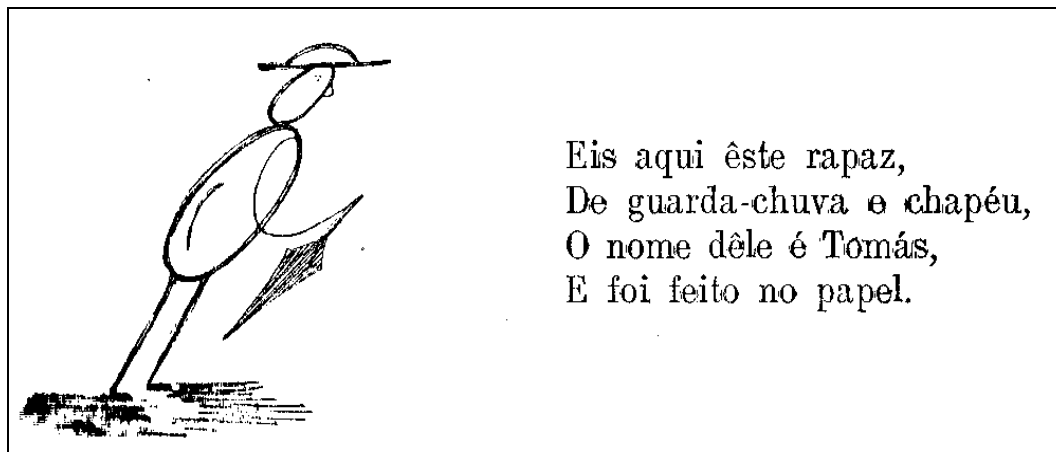 Eis aqui êste rapaz,
De guarda-chuva e chapéu,
O nome dêle é Tomás,
E foi feito no papel.